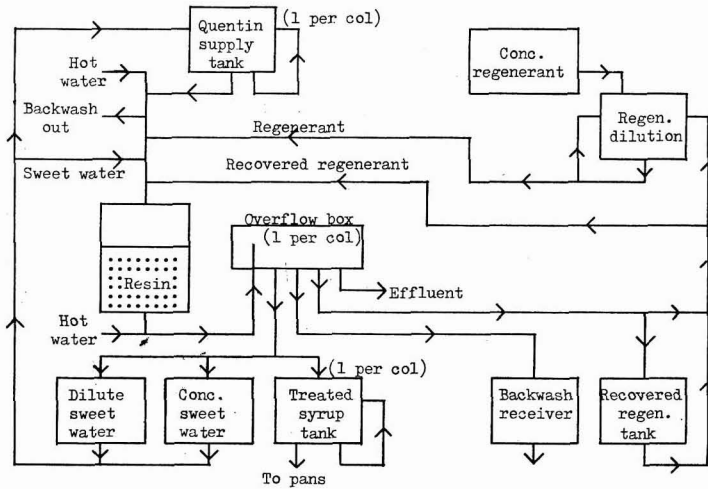 Quentin
supply
tank
(1 per col)
Conc.
regenerant
Hot
water
Backwash
out
Regenerant
Regen.
dilution
Recovered regenerant
Sweet water
Overflow box
(1 per col)
Resin
Effluent
Hot
water
(1 per col)
Dilute
sweet
water
Conc.
sweet
water
Treated
syrup
tank
Backwash
receiver
Recovered
regen.
tank
To pans